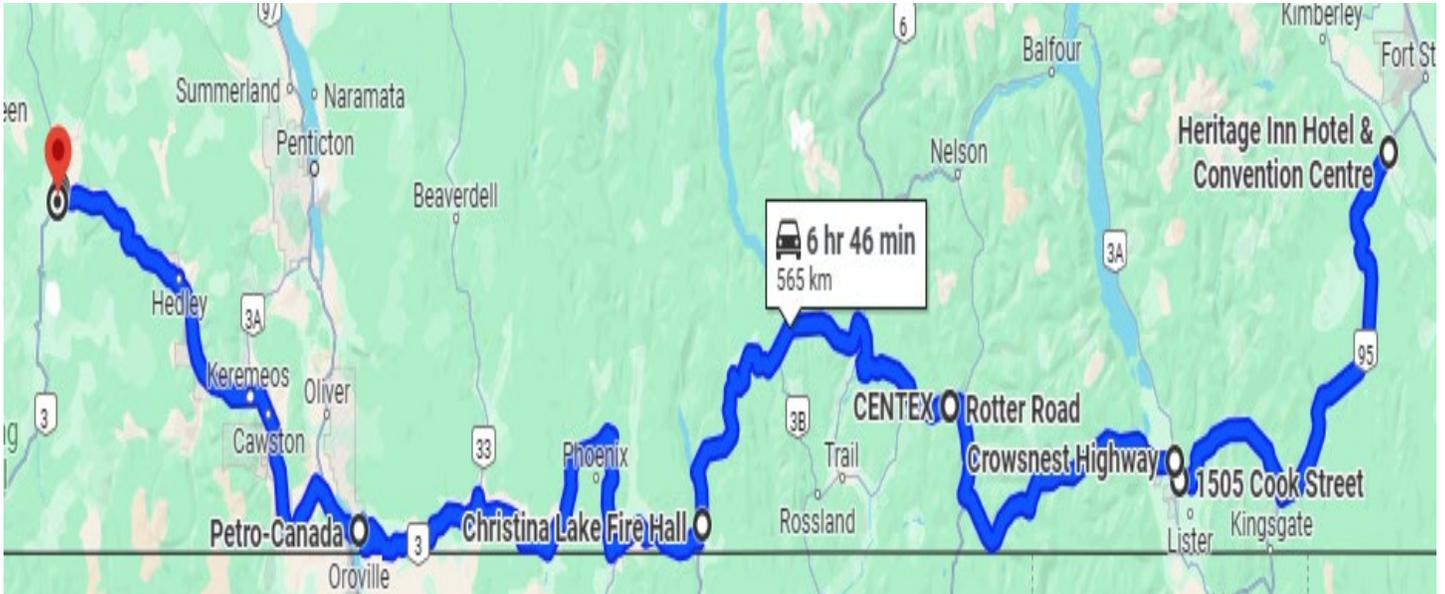 97
6
Kimberley
Balfour
Fort St
Summerland
Naramata
een
Penticton
Nelson
Heritage Inn Hotel &
Convention Centre
Beaverdell
6 hr 46 min
565 km
3A
Hedley
3A
Keremeos
Oliver
95
3
CENTEX
Rotter Road
3B
Cawston
33
Phoenix
Trail
Crowsnest Highway
1505 Cook Street
Rossland
Petro-Canada
3
Christina Lake Fire Hall
Kingsgate
Lister
Oroville